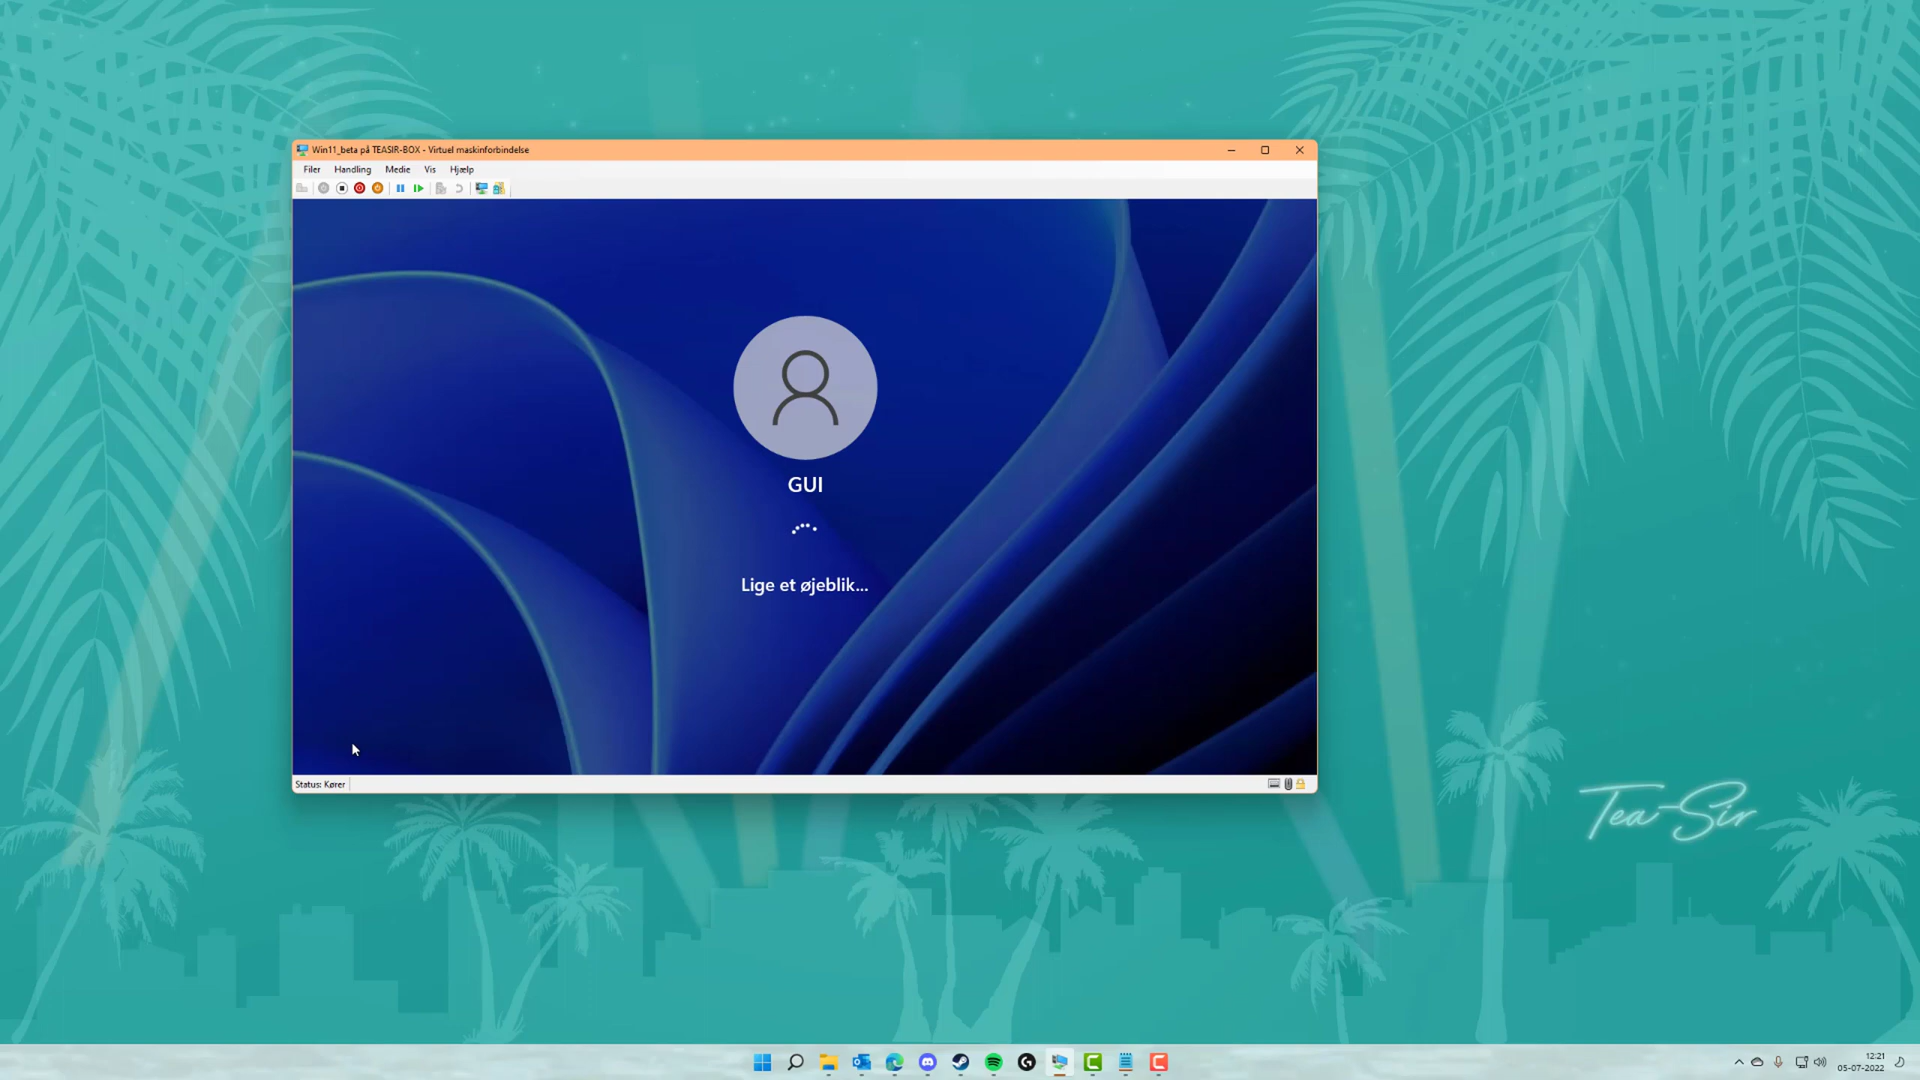 Win11_beta på TEASIR-BOX - Virtuel maskinforbindelse
Filer Handling Medie Vis Hjælp
GUI
Lige et øjeblik...
Status: Kører
Tea-Sir
12:21
05-07-2022